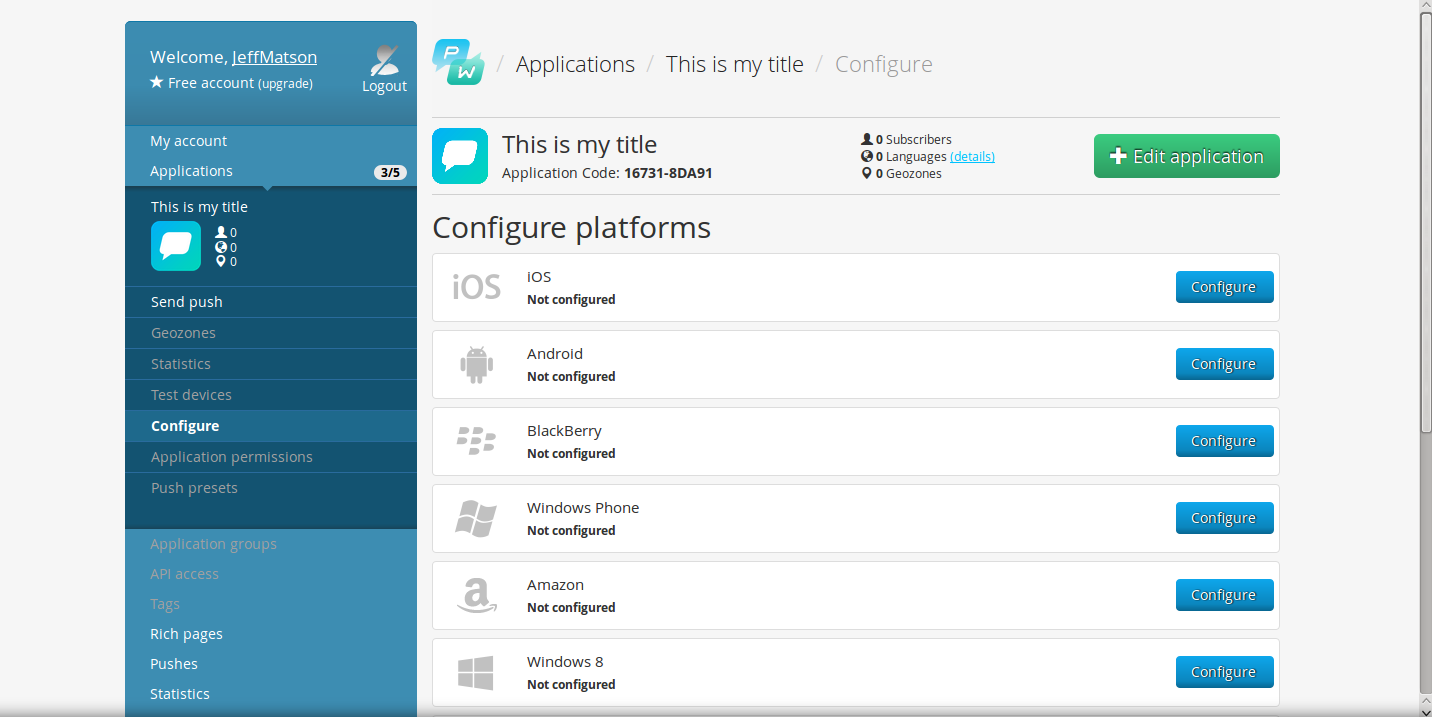 Welcome, JeffMatson
★ Free account (upgrade)
Logout
My account
Applications 3/5
This is my title
0
0
0
Send push
Geozones
Statistics
Test devices
Configure
Application permissions
Push presets
Application groups
API access
Tags
Rich pages
Pushes
Statistics
PW / Applications / This is my title / Configure
This is my title
Application Code: 16731-8DA91
0 Subscribers
0 Languages (details)
0 Geozones
Edit application
Configure platforms
iOS iOS
Not configured
Configure
Android
Not configured
Configure
BlackBerry
Not configured
Configure
Windows Phone
Not configured
Configure
a Amazon
Not configured
Configure
Windows 8
Not configured
Configure